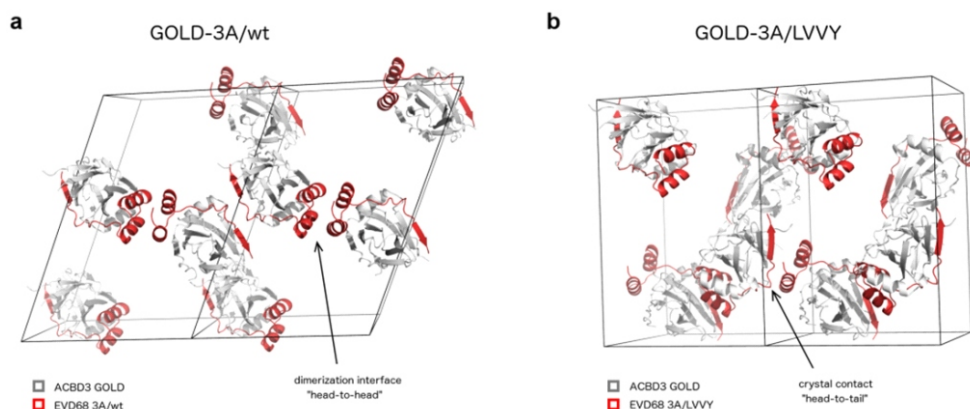 a
GOLD-3A/wt
dimerization interface
"head-to-head"
ACBD3 GOLD
EVD68 3A/wt
b
GOLD-3A/LVVY
crystal contact
"head-to-tail"
ACBD3 GOLD
EVD68 3A/LVVY